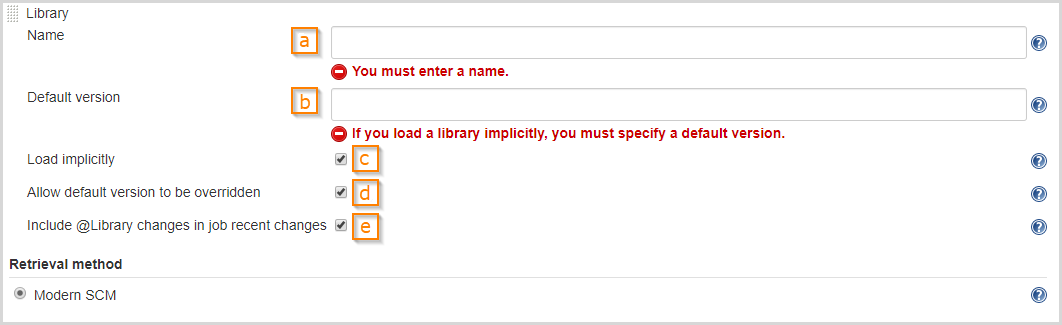 Library
Name a ?
You must enter a name.
Default version b ?
If you load a library implicitly, you must specify a default version.
Load implicitly c ?
Allow default version to be overridden d ?
Include @Library changes in job recent changes e ?
Retrieval method
Modern SCM ?